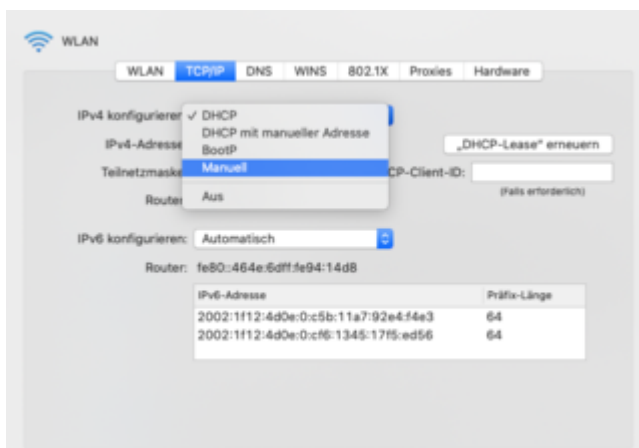 WLAN
WLAN TCP/IP DNS WINS 802.1X Proxies Hardware
IPv4 konfigurieren ✓ DHCP
DHCP mit manueller Adresse
IPv4-Adresse BootP „DHCP-Lease“ erneuern
Teilnetzmaske Manuell CP-Client-ID:
(Falls erforderlich)
Router Aus
IPv6 konfigurieren: Automatisch
Router: fe80::464e:6dff:fe94:14d8
IPv6-Adresse Präfix-Länge
2002:1f12:4d0e:0:c5b:11a7:92e4:f4e3 64
2002:1f12:4d0e:0:cf6:1345:17f5:ed56 64